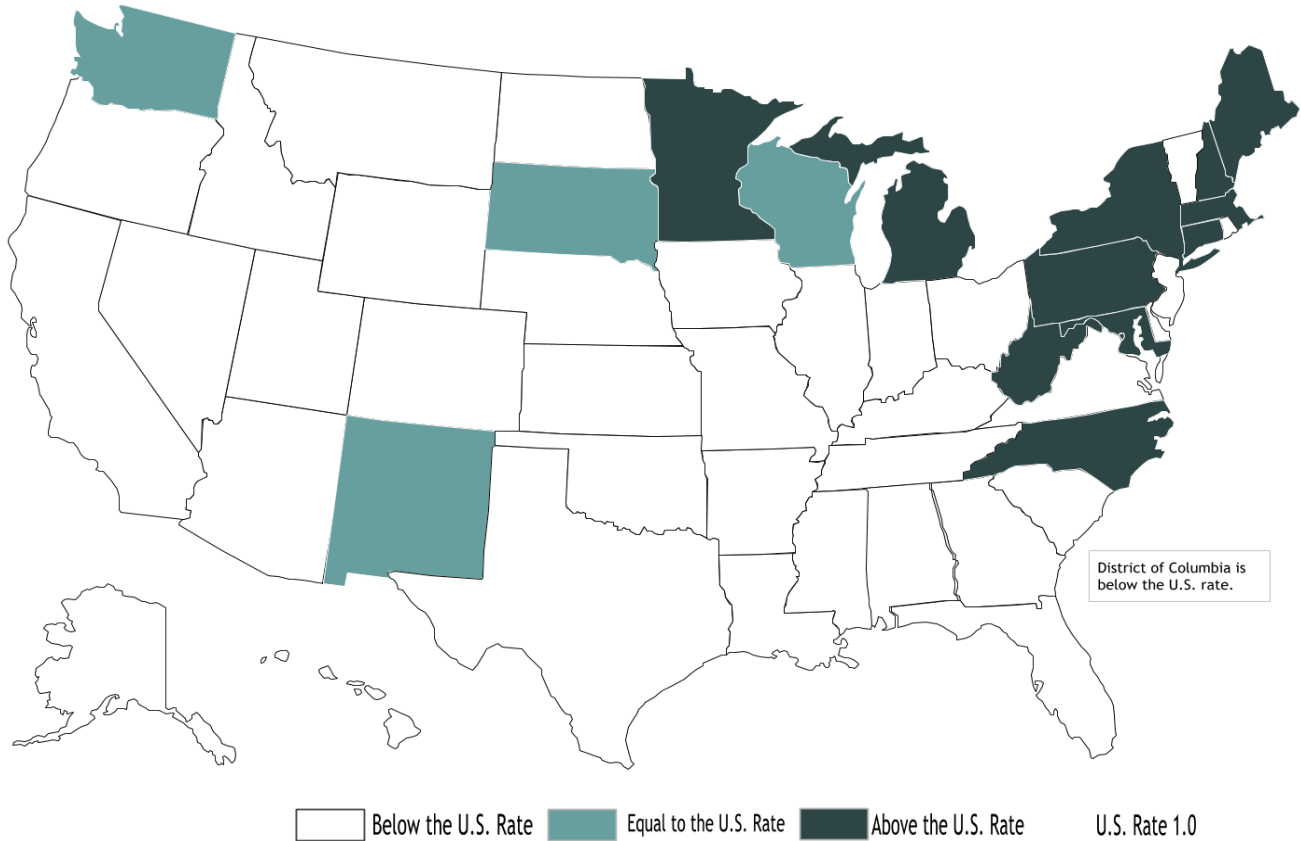 District of Columbia is
below the U.S. rate.
Below the U.S. Rate
Equal to the U.S. Rate
Above the U.S. Rate
U.S. Rate 1.0